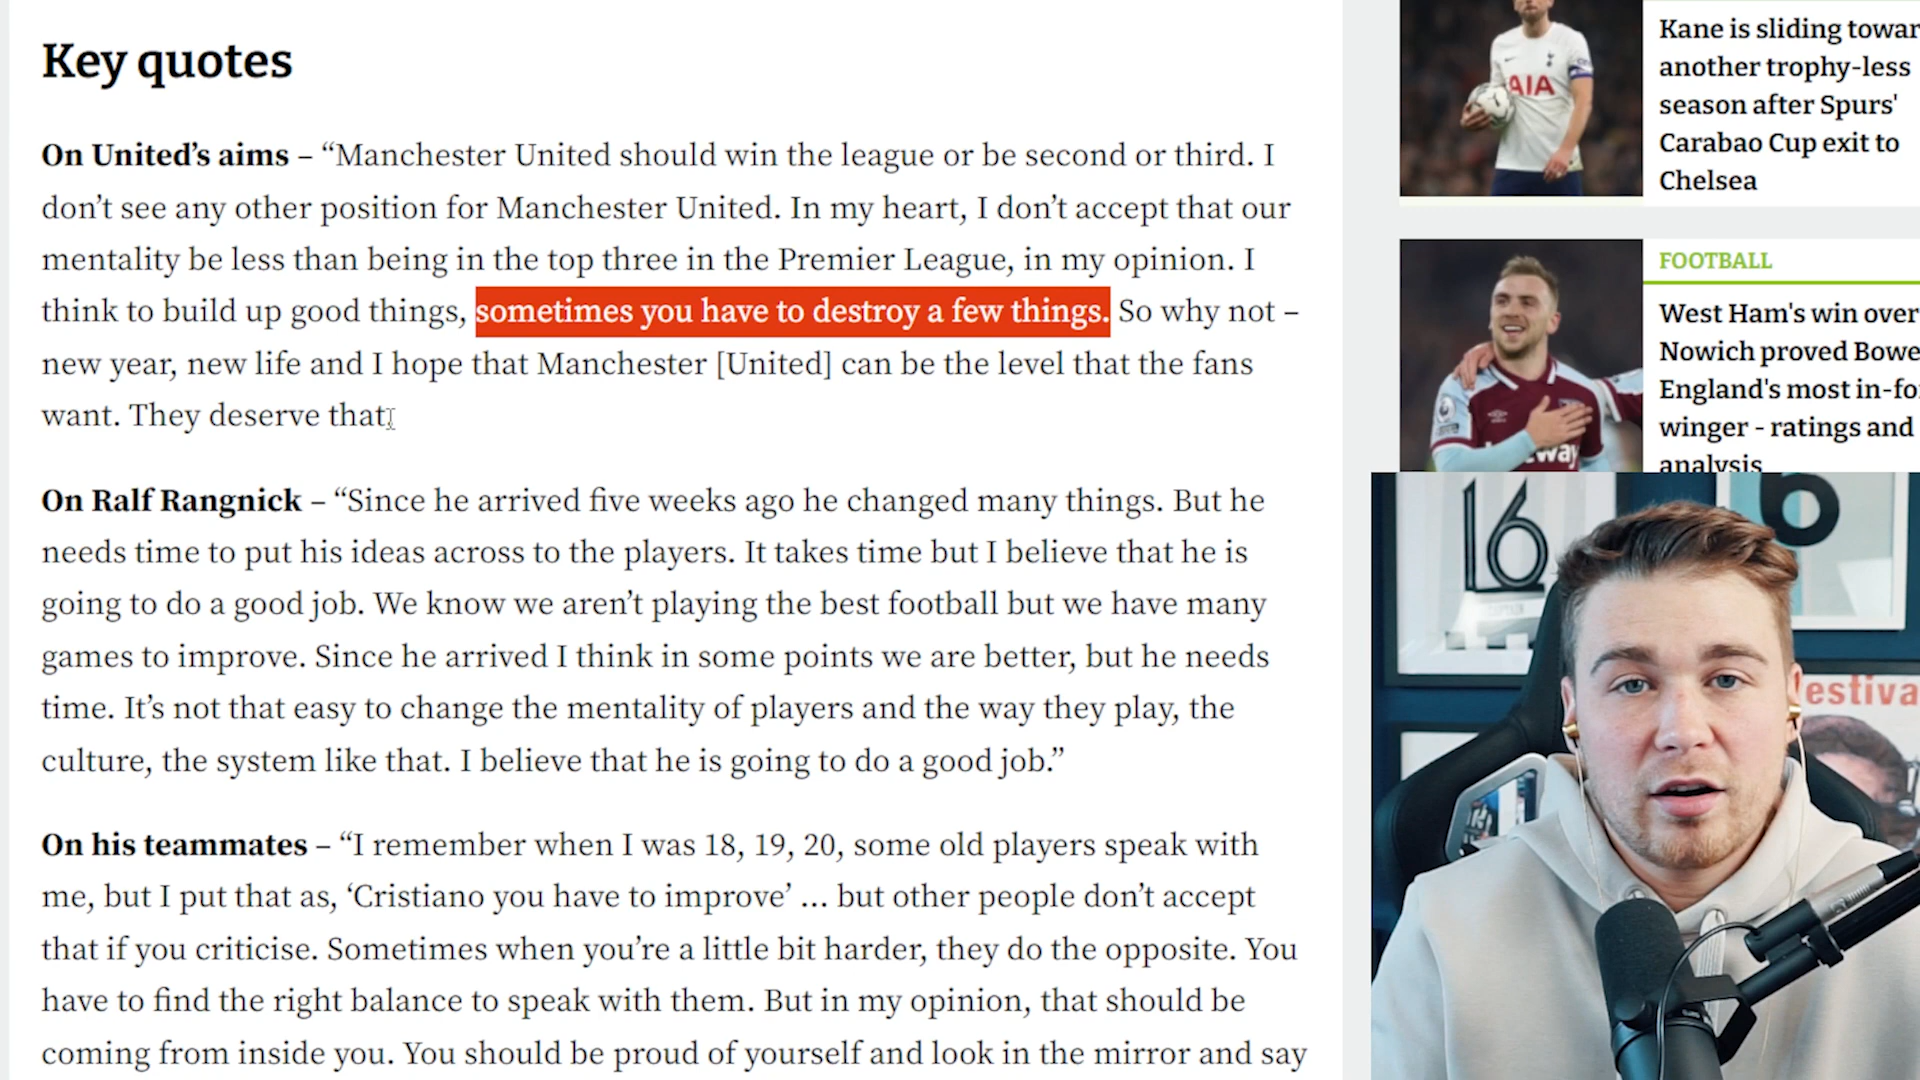 Key quotes
On United’s aims – “Manchester United should win the league or be second or third. I
don’t see any other position for Manchester United. In my heart, I don’t accept that our
mentality be less than being in the top three in the Premier League, in my opinion. I
think to build up good things, sometimes you have to destroy a few things. So why not –
new year, new life and I hope that Manchester [United] can be the level that the fans
want. They deserve that.
On Ralf Rangnick – “Since he arrived five weeks ago he changed many things. But he
needs time to put his ideas across to the players. It takes time but I believe that he is
going to do a good job. We know we aren’t playing the best football but we have many
games to improve. Since he arrived I think in some points we are better, but he needs
time. It’s not that easy to change the mentality of players and the way they play, the
culture, the system like that. I believe that he is going to do a good job.”
On his teammates – “I remember when I was 18, 19, 20, some old players speak with
me, but I put that as, ‘Cristiano you have to improve’ … but other people don’t accept
that if you criticise. Sometimes when you’re a little bit harder, they do the opposite. You
have to find the right balance to speak with them. But in my opinion, that should be
coming from inside you. You should be proud of yourself and look in the mirror and say
AIA
Kane is sliding towar
another trophy-less
season after Spurs'
Carabao Cup exit to
Chelsea
FOOTBALL
West Ham's win over
Nowich proved Bowe
England's most in-fo
winger - ratings and
analysis
way
16
6
estiva